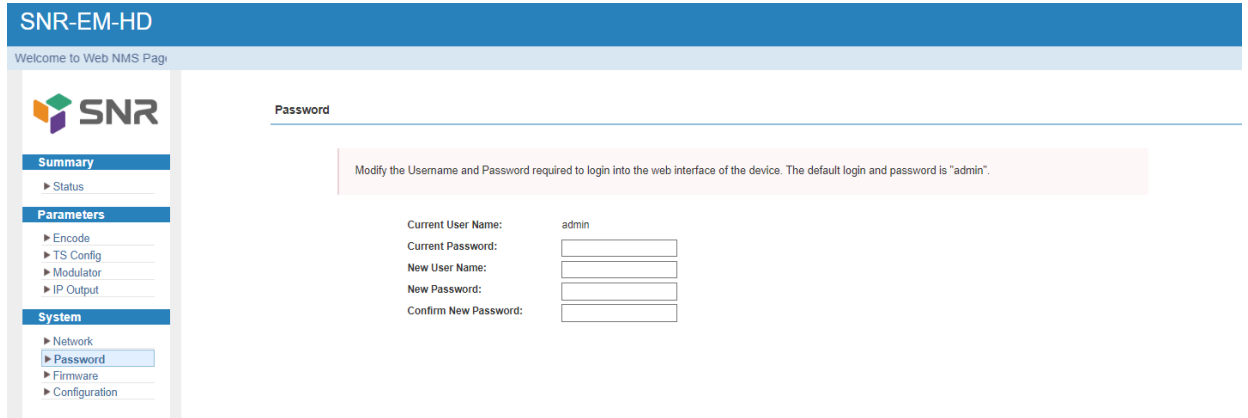 SNR-EM-HD
Welcome to Web NMS Pag
SNR
Summary
Status
Parameters
Encode
TS Config
Modulator
IP Output
System
Network
Password
Firmware
Configuration
Password
Modify the Username and Password required to login into the web interface of the device. The default login and password is "admin".
Current User Name: admin
Current Password:
New User Name:
New Password:
Confirm New Password: